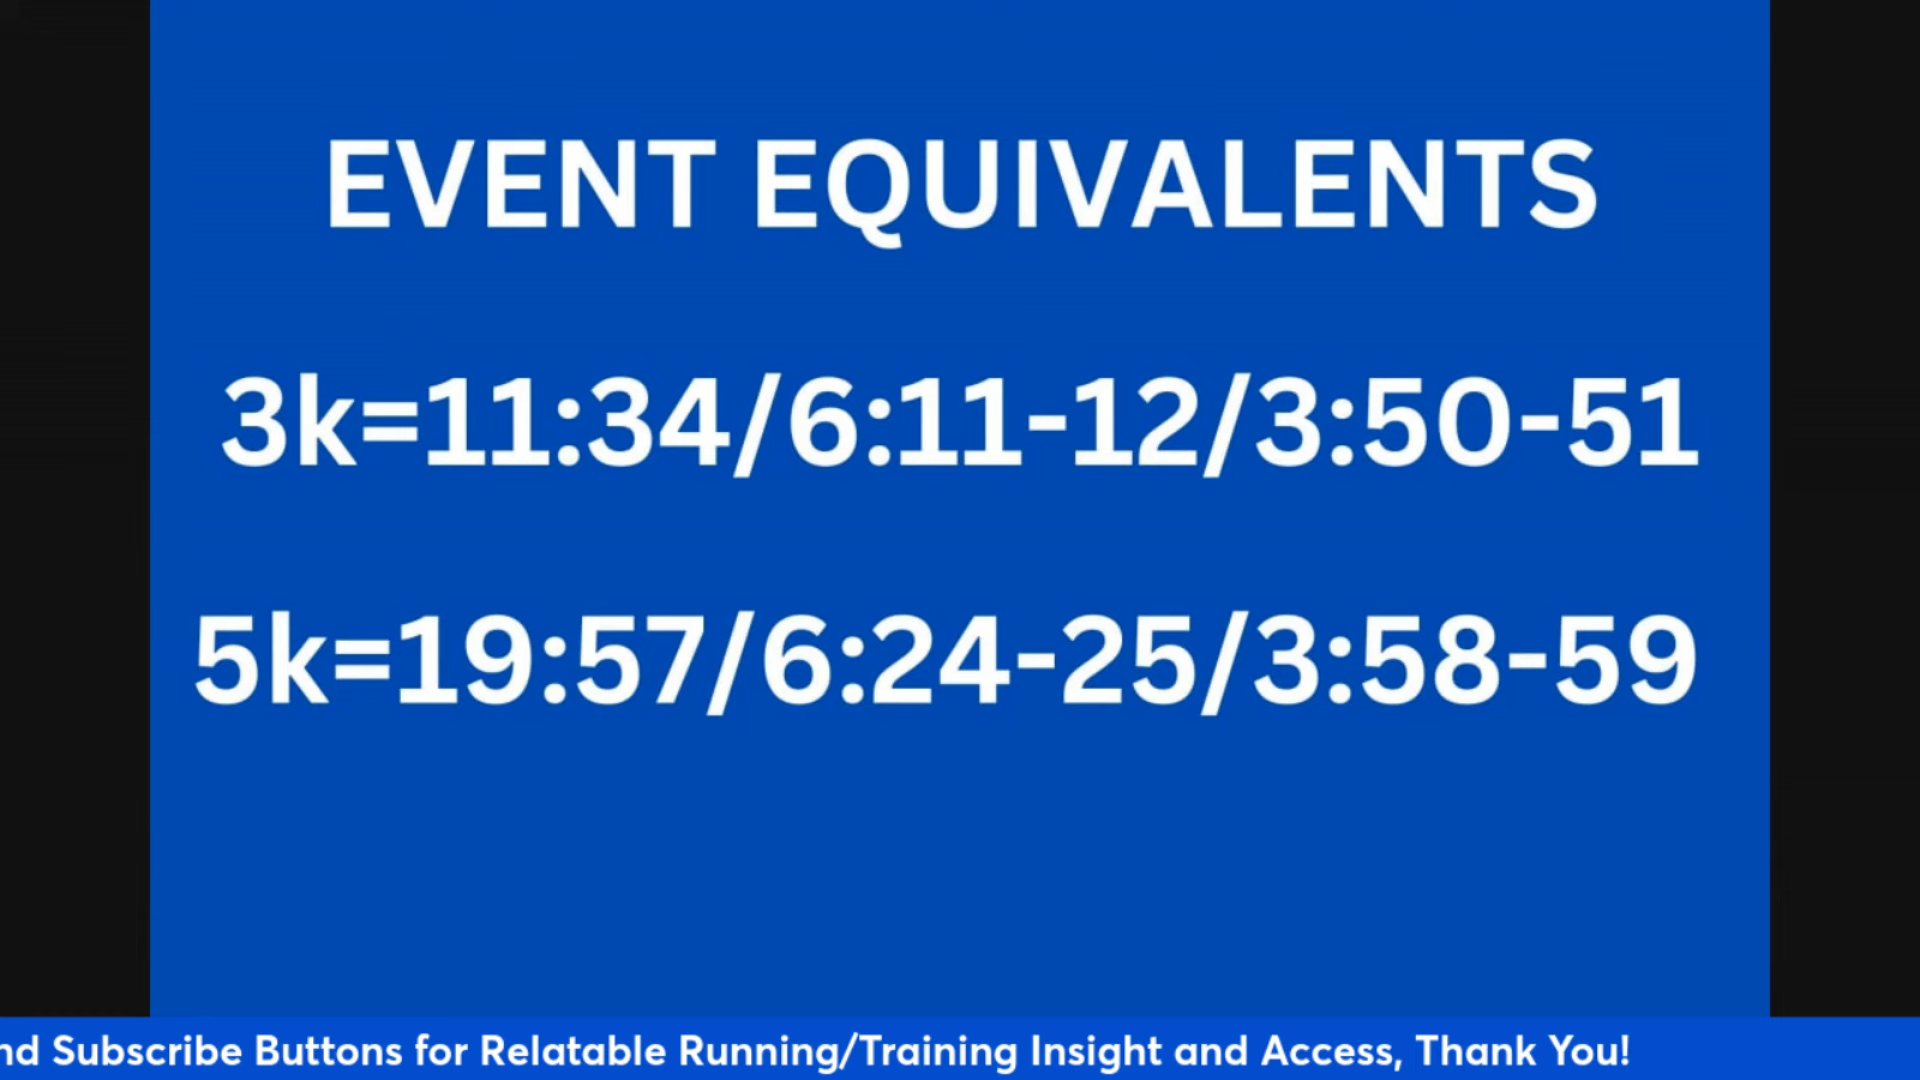 EVENT EQUIVALENTS
3k=11:34/6:11-12/3:50-51
5k=19:57/6:24-25/3:58-59
nd Subscribe Buttons for Relatable Running/Training Insight and Access, Thank You!